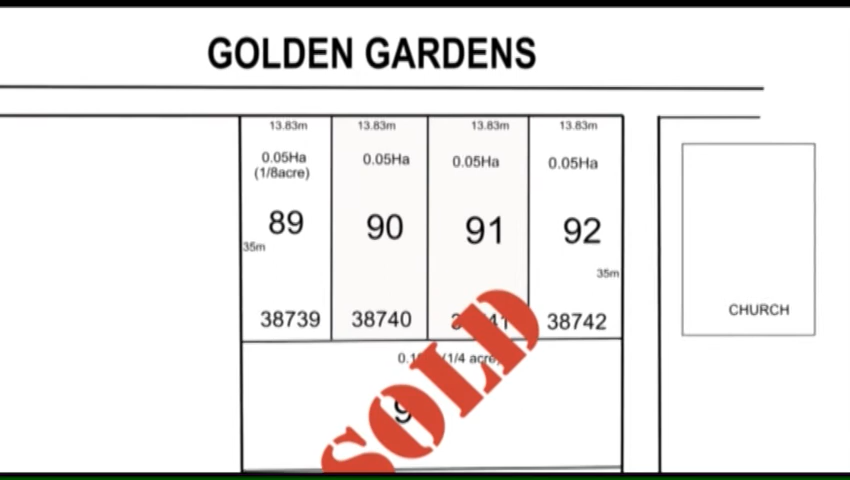 GOLDEN GARDENS
13.83m 13.83m 13.83m 13.83m
0.05Ha 0.05Ha 0.05Ha 0.05Ha
(1/8acre)
89 90 91 92
35m
35m
CHURCH
38739 38740 38742
(1/4 acre)
SOLD